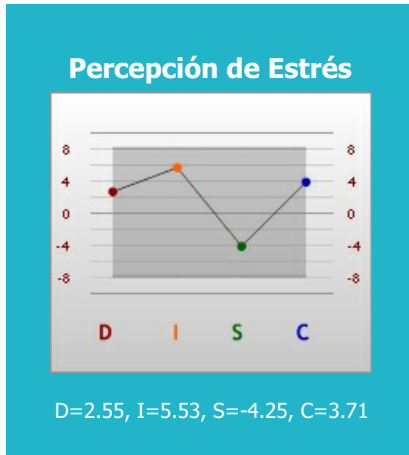 Percepción de Estrés
8 8
4 4
0 0
-4 -4
-8 -8
D I S C
D=2.55, I=5.53, S=-4.25, C=3.71